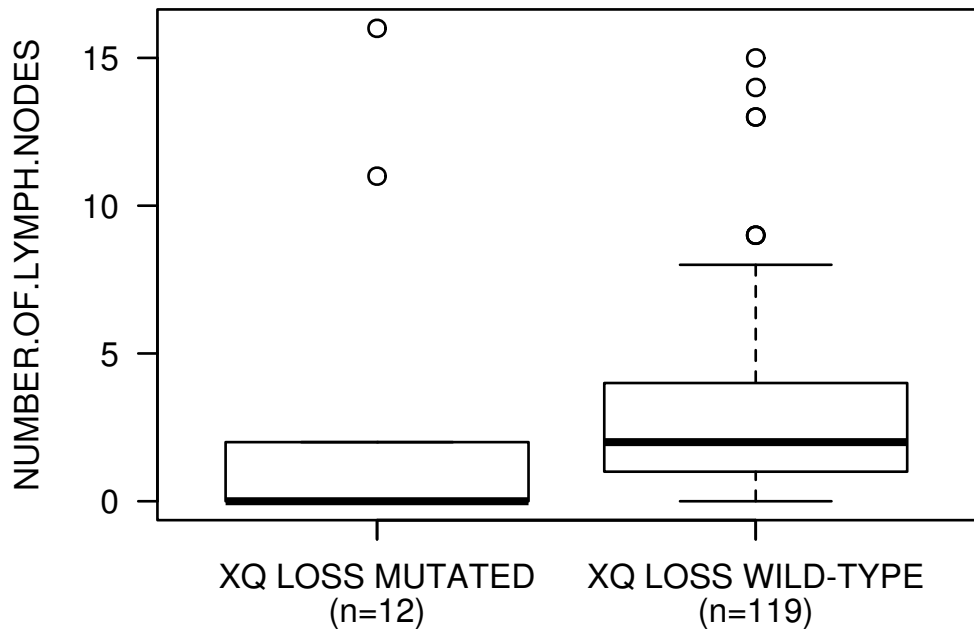 NUMBER.OF.LYMPH.NODES
15
10
5
0
XQ LOSS MUTATED
(n=12)
XQ LOSS WILD-TYPE
(n=119)